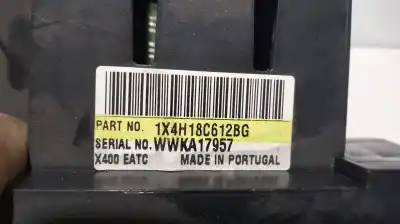 PART NO. 1X4H18C612BG
SERIAL NO. WWKA17957
X400 EATC MADE IN PORTUGAL